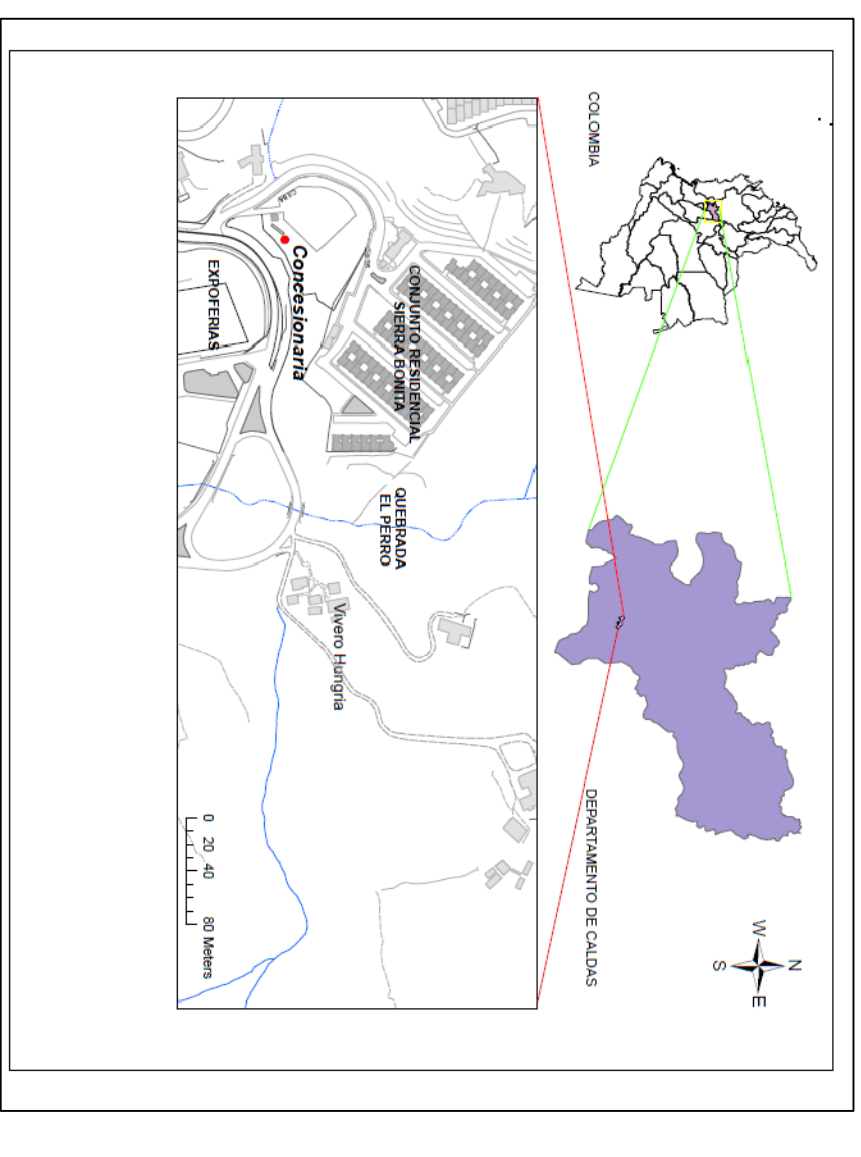 COLOMBIA
DEPARTAMENTO DE CALDAS
N
W
E
S
CONJUNTO RESIDENCIAL
SIERRA BONITA
QUEBRADA
EL PERRO
Concesionaria
Vivero Hungria
EXPOFERIAS
0 20 40 80 Meters